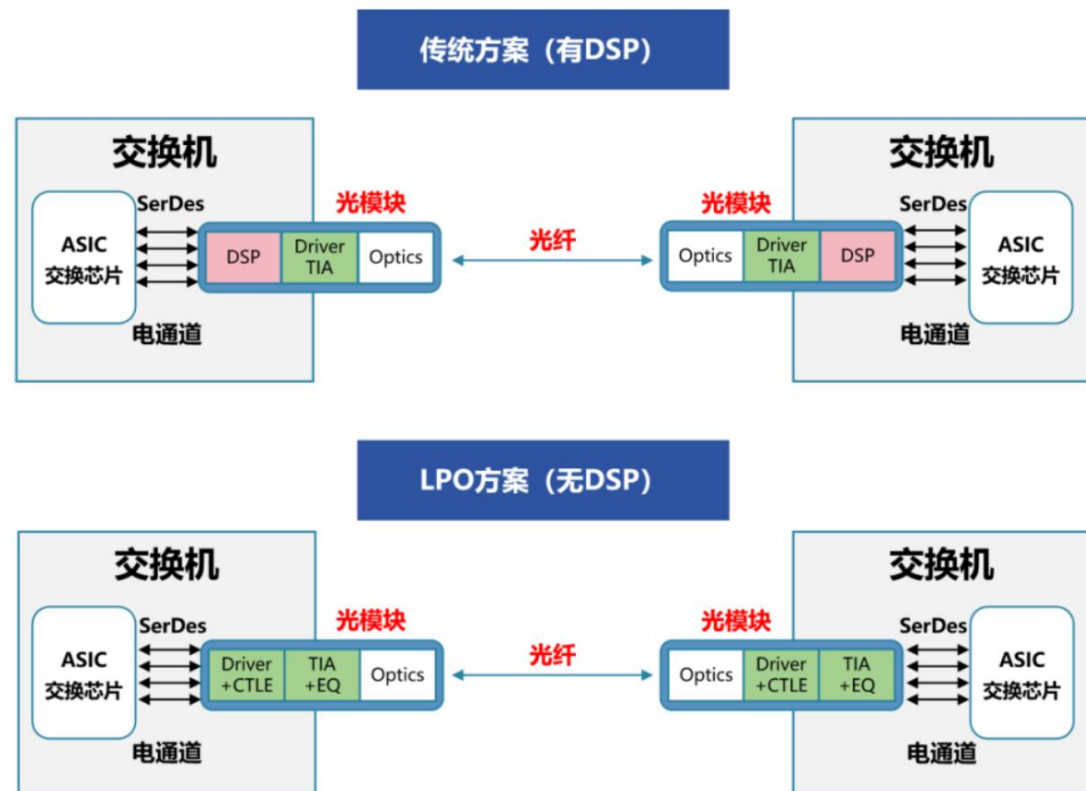 传统方案（有DSP）
交换机
交换机
SerDes
光模块
光模块
SerDes
ASIC
交换芯片
DSP
Driver
TIA
Optics
光纤
Optics
Driver
TIA
DSP
ASIC
交换芯片
电通道
电通道
LPO方案（无DSP）
交换机
交换机
SerDes
光模块
光模块
SerDes
ASIC
交换芯片
Driver
+CTLE
TIA
+EQ
Optics
光纤
Optics
Driver
+CTLE
TIA
+EQ
ASIC
交换芯片
电通道
电通道